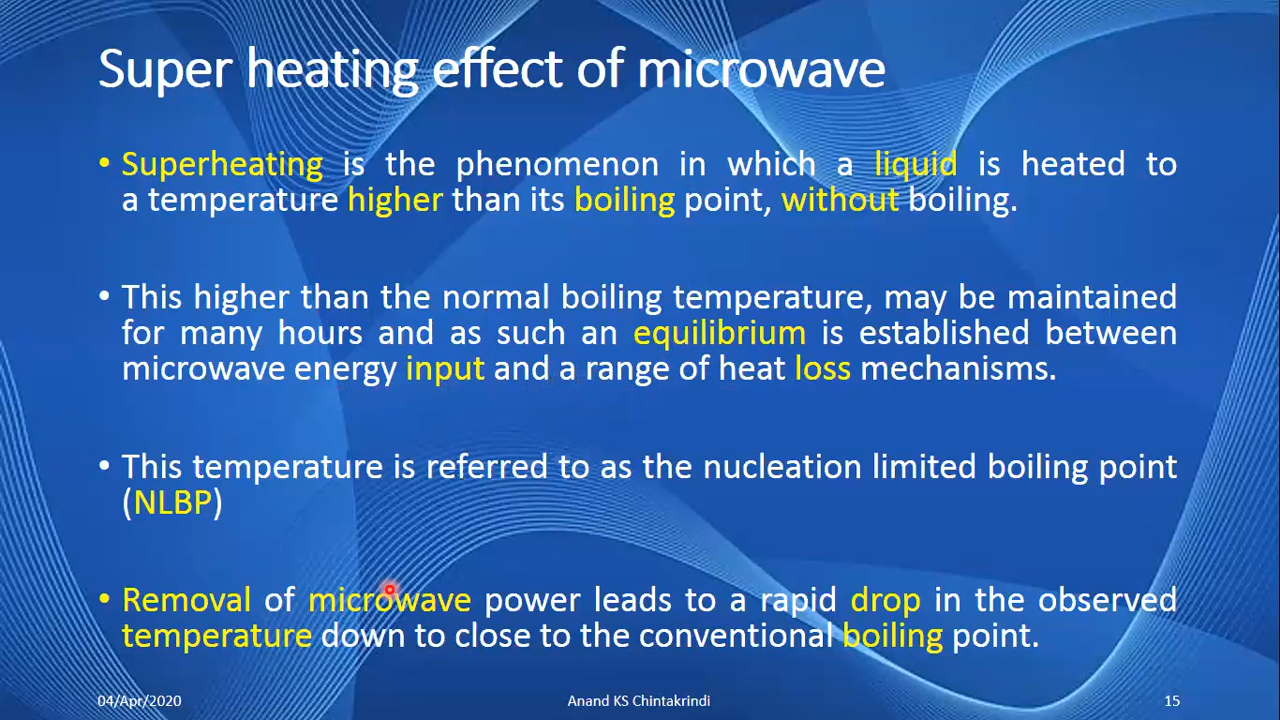 Super heating effect of microwave
• Superheating is the phenomenon in which a liquid is heated to
a temperature higher than its boiling point, without boiling.
• This higher than the normal boiling temperature, may be maintained
for many hours and as such an equilibrium is established between
microwave energy input and a range of heat loss mechanisms.
• This temperature is referred to as the nucleation limited boiling point
(NLBP)
• Removal of microwave power leads to a rapid drop in the observed
temperature down to close to the conventional boiling point.
04/Apr/2020
Anand KS Chintakrindi
15